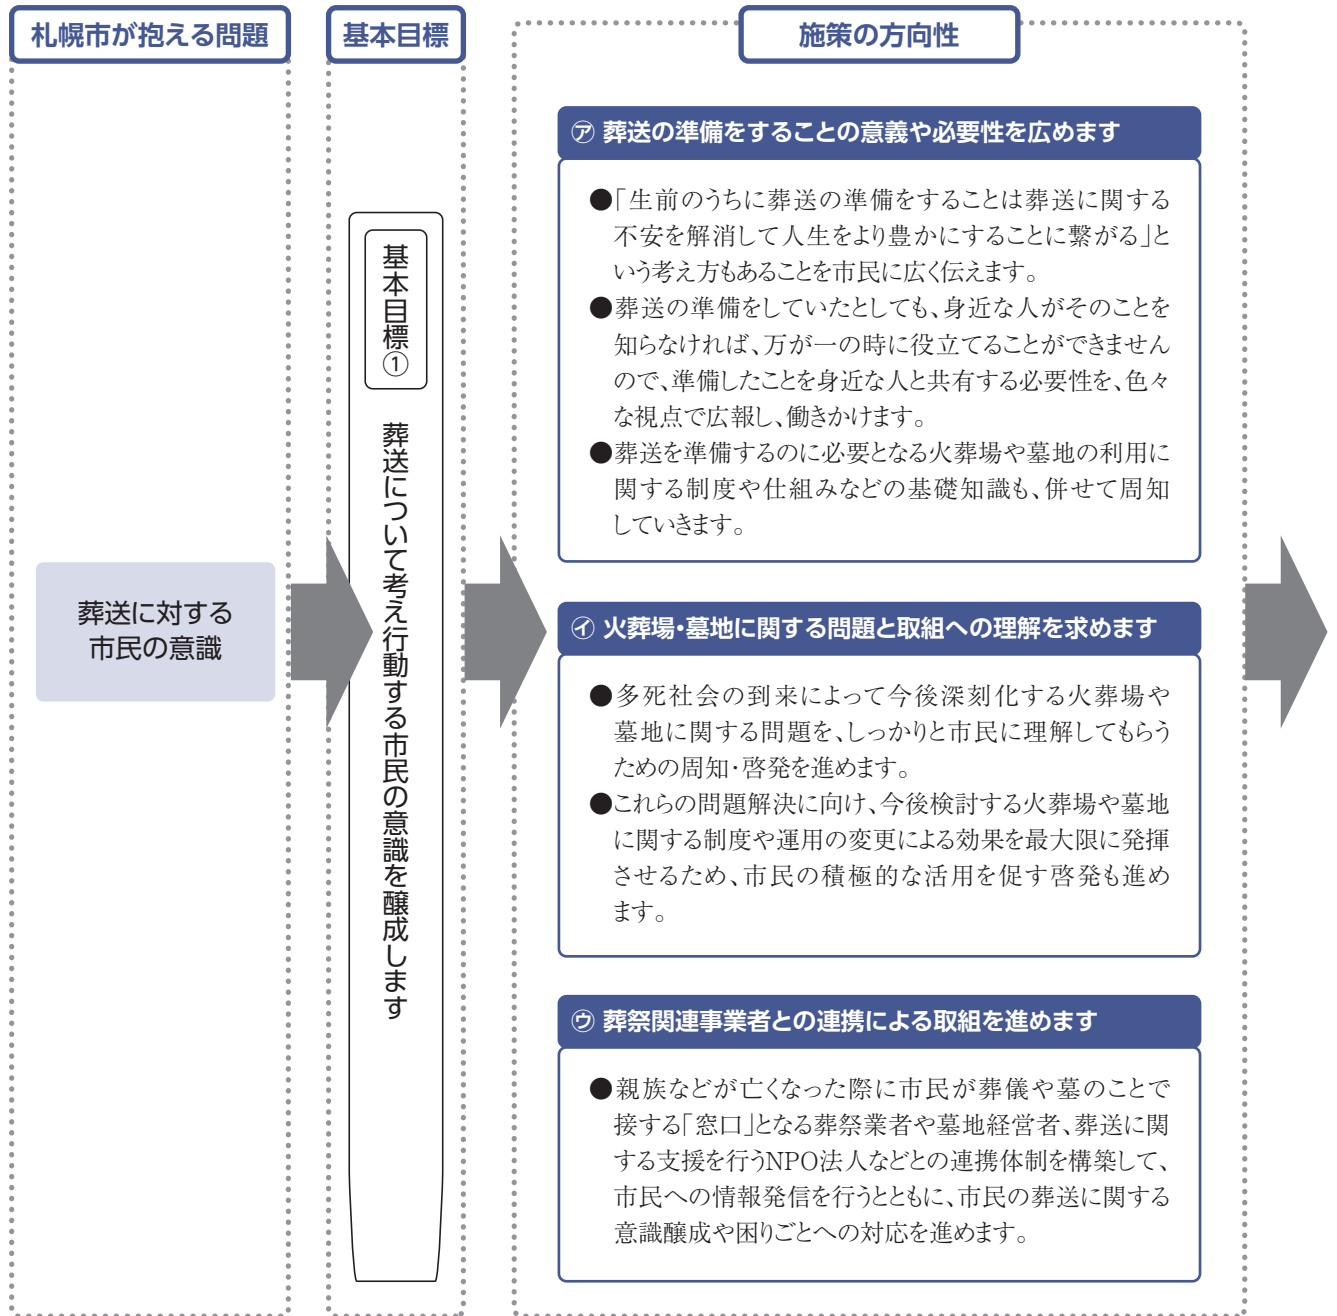 札幌市が抱える問題
基本目標
施策の方向性
葬送に対する
市民の意識
基本目標①
葬送について考え行動する市民の意識を醸成します
㋐ 葬送の準備をすることの意義や必要性を広めます
●「生前のうちに葬送の準備をすることは葬送に関する
不安を解消して人生をより豊かにすることに繋がる」と
いう考え方もあることを市民に広く伝えます。
●葬送の準備をしていたとしても、身近な人がそのことを
知らなければ、万が一の時に役立てることができません
ので、準備したことを身近な人と共有する必要性を、色々
な視点で広報し、働きかけます。
●葬送を準備するのに必要となる火葬場や墓地の利用に
関する制度や仕組みなどの基礎知識も、併せて周知
していきます。
㋑ 火葬場・墓地に関する問題と取組への理解を求めます
●多死社会の到来によって今後深刻化する火葬場や
墓地に関する問題を、しっかりと市民に理解してもらう
ための周知・啓発を進めます。
●これらの問題解決に向け、今後検討する火葬場や墓地
に関する制度や運用の変更による効果を最大限に発揮
させるため、市民の積極的な活用を促す啓発も進め
ます。
㋒ 葬祭関連事業者との連携による取組を進めます
●親族などが亡くなった際に市民が葬儀や墓のことで
接する「窓口」となる葬祭業者や墓地経営者、葬送に関
する支援を行うNPO法人などとの連携体制を構築して、
市民への情報発信を行うとともに、市民の葬送に関する
意識醸成や困りごとへの対応を進めます。